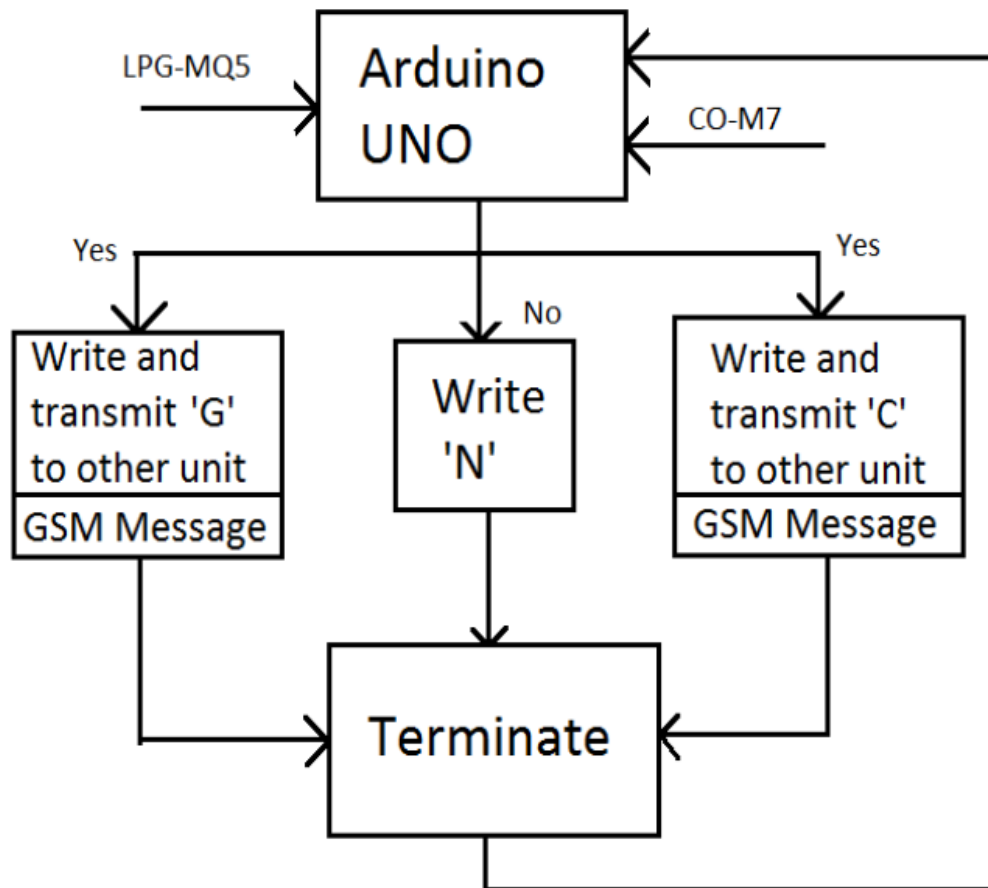 LPG-MQ5
Arduino
UNO
CO-M7
Yes
Yes
No
Write and
transmit 'G'
to other unit
GSM Message
Write
'N'
Write and
transmit 'C'
to other unit
GSM Message
Terminate